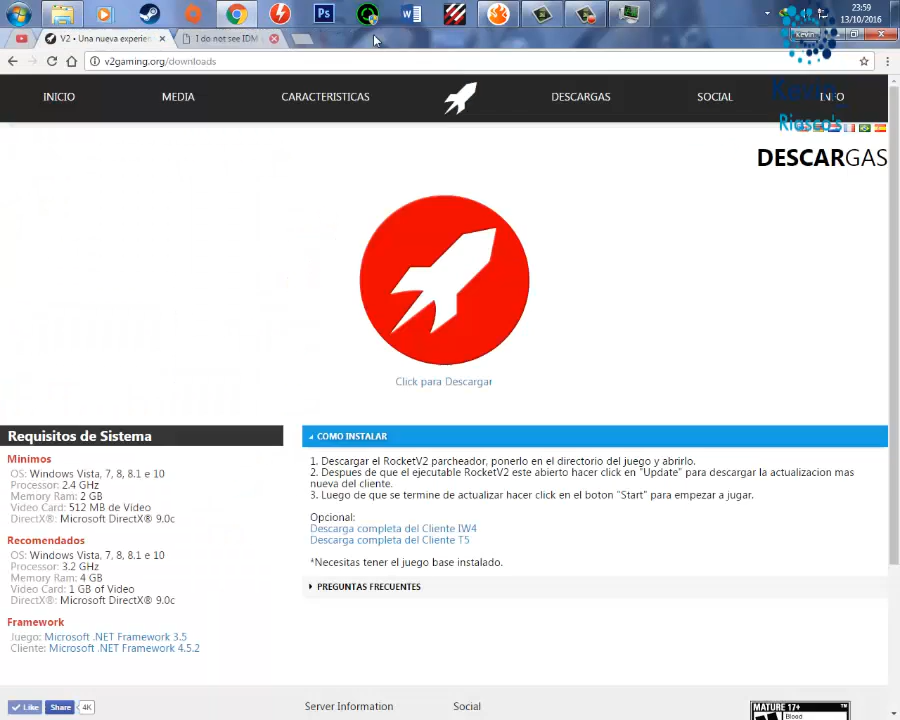 Ps
W
23:59
13/10/2016
V2 • Una nueva experien
I do not see IDM
Kevin
v2gaming.org/downloads
INICIO
MEDIA
CARACTERISTICAS
DESCARGAS
SOCIAL
INFO
Kevin
Riasco's
DESCARGAS
Click para Descargar
Requisitos de Sistema
Minimos
OS: Windows Vista, 7, 8, 8.1 e 10
Processor: 2.4 GHz
Memory Ram: 2 GB
Video Card: 512 MB de Video
DirectX®: Microsoft DirectX® 9.0c
Recomendados
OS: Windows Vista, 7, 8, 8.1 e 10
Processor: 3.2 GHz
Memory Ram: 4 GB
Video Card: 1 GB of Video
DirectX®: Microsoft DirectX® 9.0c
Framework
Juego: Microsoft .NET Framework 3.5
Cliente: Microsoft .NET Framework 4.5.2
COMO INSTALAR
1. Descargar el RocketV2 parcheador, ponerlo en el directorio del juego y abrirlo.
2. Despues de que el ejecutable RocketV2 este abierto hacer click en "Update" para descargar la actualizacion mas
nueva del cliente.
3. Luego de que se termine de actualizar hacer click en el boton "Start" para empezar a jugar.
Opcional:
Descarga completa del Cliente IW4
Descarga completa del Cliente T5
*Necesitas tener el juego base instalado.
PREGUNTAS FRECUENTES
Like
Share
4K
Server Information
Social
MATURE 17+
Blood